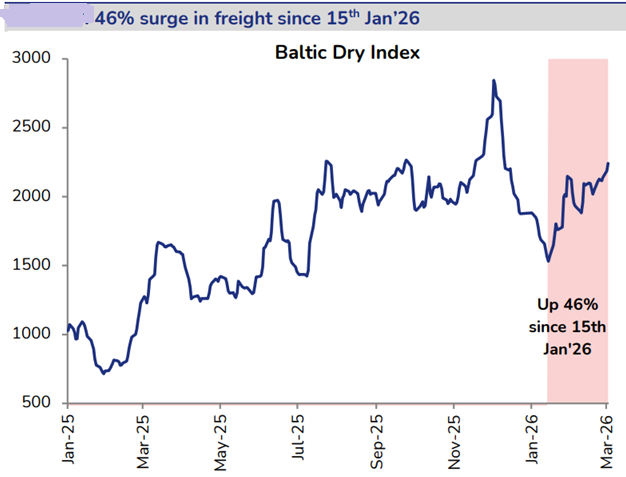 46% surge in freight since 15th Jan'26
Baltic Dry Index
3000
2500
2000
1500
1000
500
Up 46%
since 15th
Jan'26
Jan-25
Mar-25
May-25
Jul-25
Sep-25
Nov-25
Jan-26
Mar-26